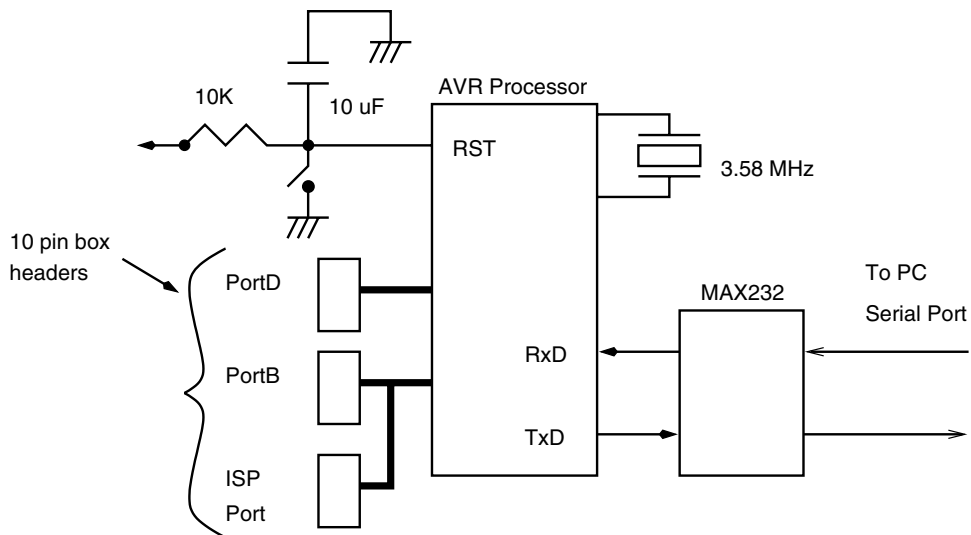 10K
10 uF
AVR Processor
RST
3.58 MHz
10 pin box
headers
PortD
PortB
ISP
Port
RxD
TxD
MAX232
To PC
Serial Port